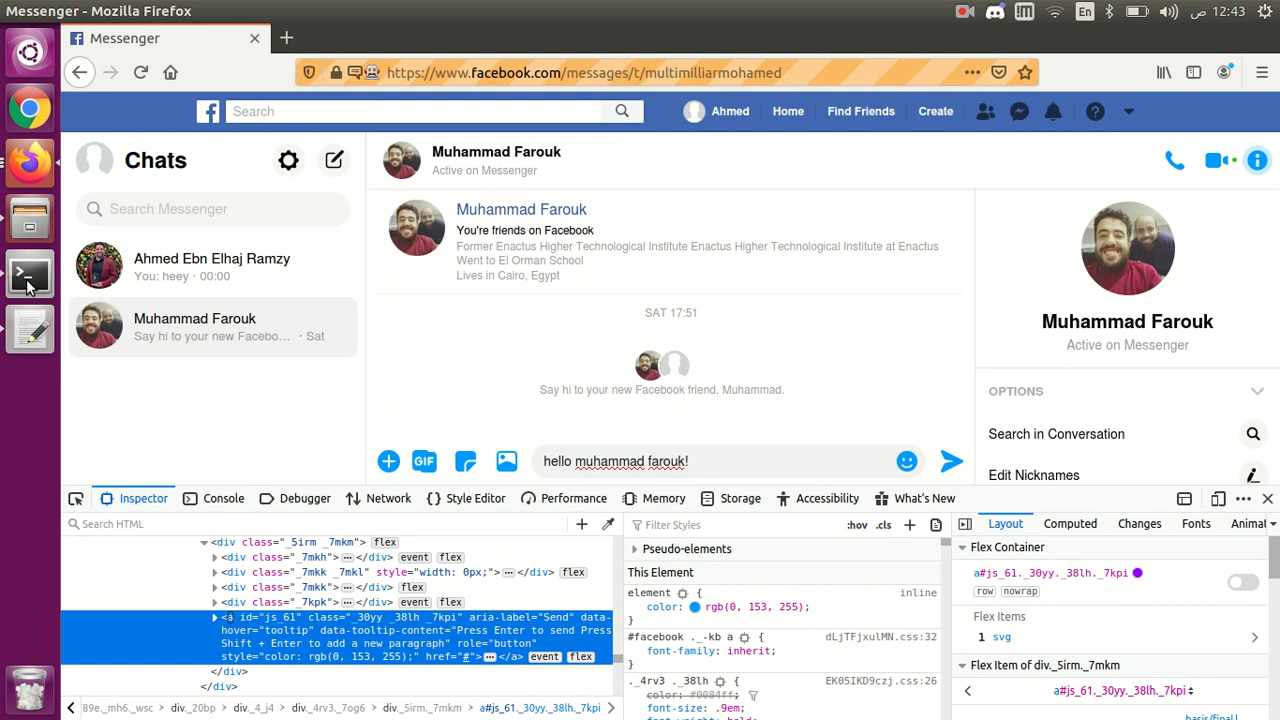 Messenger - Mozilla Firefox
En
12:43 ص
Messenger
https://www.facebook.com/messages/t/multimilliarmohamed
Search
Ahmed
Home
Find Friends
Create
Chats
Search Messenger
Ahmed Ebn Elhaj Ramzy
You: heey · 00:00
Muhammad Farouk
Say hi to your new Facebo… · Sat
Muhammad Farouk
Active on Messenger
Muhammad Farouk
You're friends on Facebook
Former Enactus Higher Technological Institute Enactus Higher Technological Institute at Enactus
Went to El Orman School
Lives in Cairo, Egypt
SAT 17:51
Say hi to your new Facebook friend, Muhammad.
GIF
hello muhammad farouk!
Muhammad Farouk
Active on Messenger
OPTIONS
Search in Conversation
Edit Nicknames
Inspector
Console
Debugger
Network
Style Editor
Performance
Memory
Storage
Accessibility
What's New
Search HTML
<div class="_5irm _7mkm"> flex
<div class="_7mkh"> ⋯ </div> event flex
<div class="_7mkk _7mkl" style="width: 0px;"> ⋯ </div> flex
<div class="_7mkk"> ⋯ </div> flex
<div class="_7kpk"> ⋯ </div> event flex
<a id="js_61" class="_30yy _38lh _7kpi" aria-label="Send" data-
hover="tooltip" data-tooltip-content="Press Enter to send Press
Shift + Enter to add a new paragraph" role="button"
style="color: rgb(0, 153, 255);" href="#"> ⋯ </a> event flex
</div>
</div>
89e._mh6._wsc
div._20bp
div._4_j4
div._4rv3._7og6
div._5irm._7mkm
a#js_61._30yy._38lh._7kpi
Filter Styles
:hov
.cls
Pseudo-elements
This Element
element { inline
color: rgb(0, 153, 255);
}
#facebook ._-kb a { dLjTFjxulMN.css:32
font-family: inherit;
}
._4rv3 ._38lh { EK05IKD9czj.css:26
color: #0084ff;
font-size: .9em;
Layout
Computed
Changes
Fonts
Animat
Flex Container
a#js_61._30yy._38lh._7kpi
row
nowrap
Flex Items
1 svg
Flex Item of div._5irm._7mkm
a#js_61._30yy._38lh._7kpi